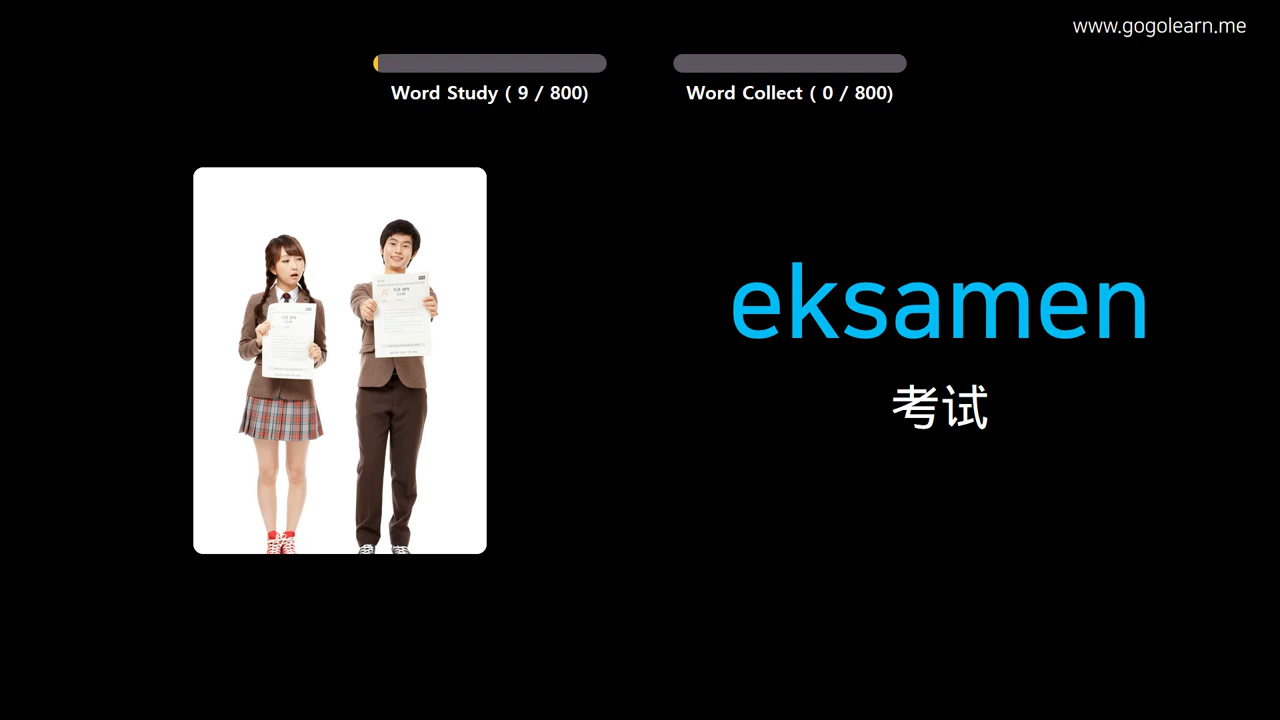 www.gogolearn.me
Word Study ( 9 / 800)
Word Collect ( 0 / 800)
eksamen
考试